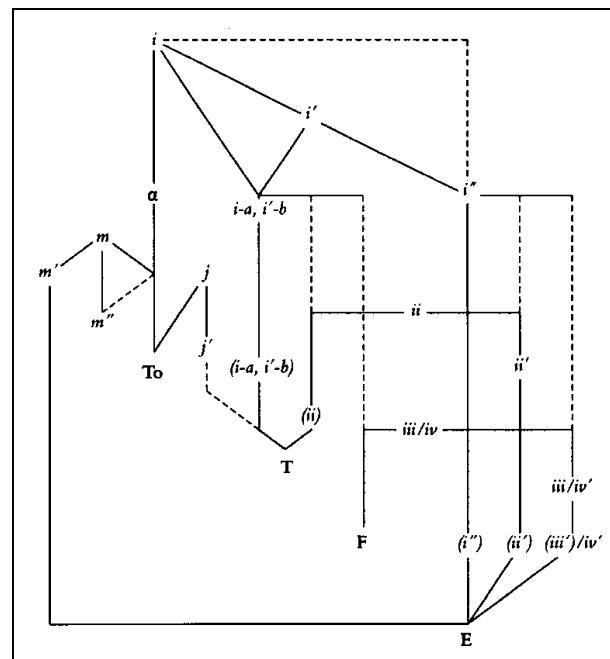 i
i′
α
i-a, i′-b
i″
m
m′
j
m″
ii
j′
To
(i-a, i′-b)
ii′
(ii)
iii/iv
T
iii/iv′
F
(i″)
(ii′)
(iii′)/iv′
E